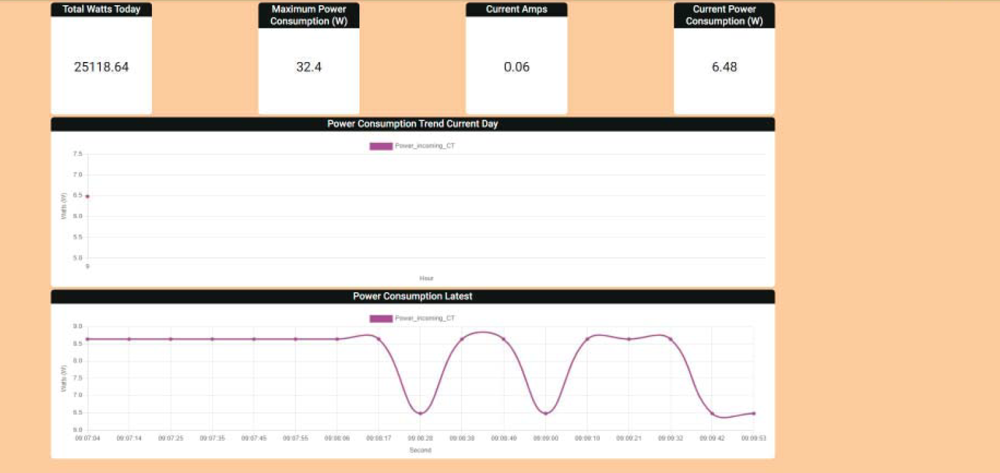 Total Watts Today
Maximum Power
Consumption (W)
Current Amps
Current Power
Consumption (W)
25118.64
32.4
0.06
6.48
Power Consumption Trend Current Day
Power_incoming_CT
7.5
7.0
6.5
6.0
5.5
5.0
Watts (W)
9
Hour
Power Consumption Latest
Power_incoming_CT
9.0
8.5
8.0
7.5
7.0
6.5
6.0
Watts (W)
09:07:04 09:07:14 09:07:25 09:07:35 09:07:45 09:07:55 09:08:06 09:08:17 09:08:28 09:08:38 09:08:49 09:09:00 09:09:10 09:09:21 09:09:32 09:09:42 09:09:53
Second